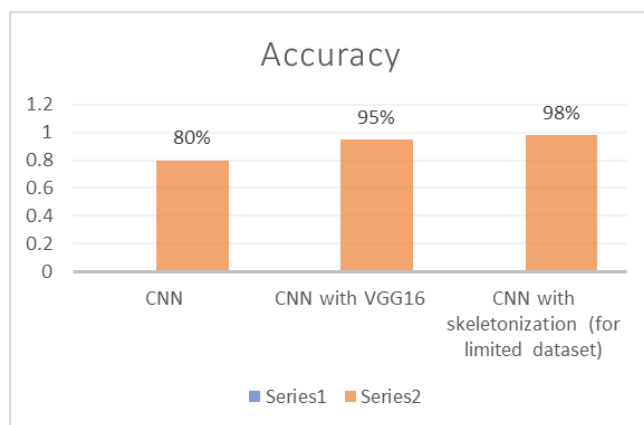 Accuracy
1.2
1
0.8
0.6
0.4
0.2
0
80%
95%
98%
CNN
CNN with VGG16
CNN with
skeletonization (for
limited dataset)
Series1 Series2